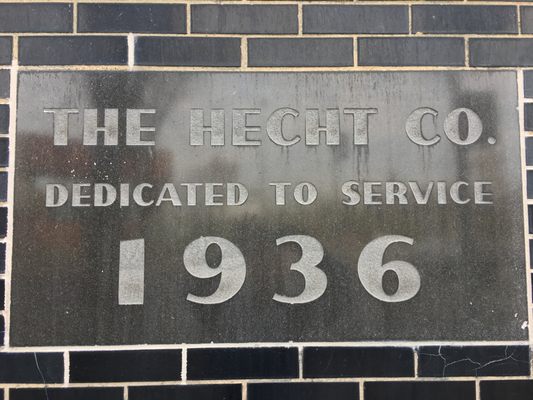 THE HECHT CO.
DEDICATED TO SERVICE
1936